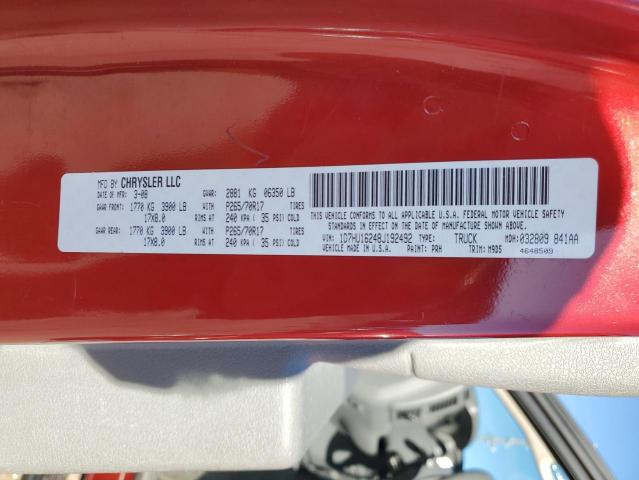 MFD BY CHRYSLER LLC
DATE OF MFR: 3-08 GVWR: 2881 KG 06350 LB
GAWR FRONT: 1770 KG 3900 LB WITH P265/70R17 TIRES
17X8.0 RIMS AT 240 KPA ( 35 PSI) COLD
GAWR REAR: 1770 KG 3900 LB WITH P265/70R17 TIRES
17X8.0 RIMS AT 240 KPA ( 35 PSI) COLD
THIS VEHICLE CONFORMS TO ALL APPLICABLE U.S.A. FEDERAL MOTOR VEHICLE SAFETY
STANDARDS IN EFFECT ON THE DATE OF MANUFACTURE SHOWN ABOVE.
VIN: 1D7HU16248J192492 TYPE: TRUCK MDH: 032809 841AA
MADE IN U.S.A. PAINT: PRH TRIM: M9D5 4648509